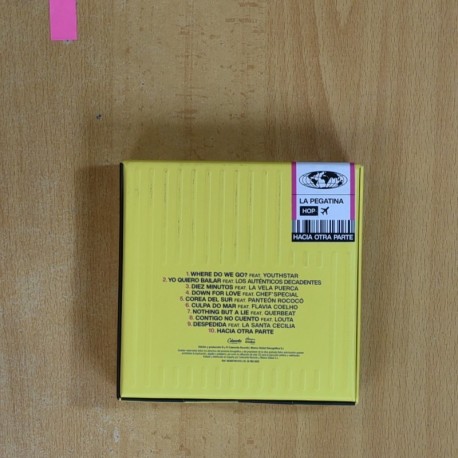 LA PEGATINA
HOP
HACIA OTRA PARTE
1. WHERE DO WE GO? FEAT. YOUTHSTAR
2. YO QUIERO BAILAR FEAT. LOS AUTÉNTICOS DECADENTES
3. DIEZ MINUTOS FEAT. LA VELA PUERCA
4. DOWN FOR LOVE FEAT. CHEF'SPECIAL
5. COREA DEL SUR FEAT. PANTEÓN ROCOCÓ
6. CULPA DO MAR FEAT. FLAVIA COELHO
7. NOTHING BUT A LIE FEAT. QUERBEAT
8. CONTIGO NO CUENTO FEAT. LOUTA
9. DESPEDIDA FEAT. LA SANTA CECILIA
10. HACIA OTRA PARTE